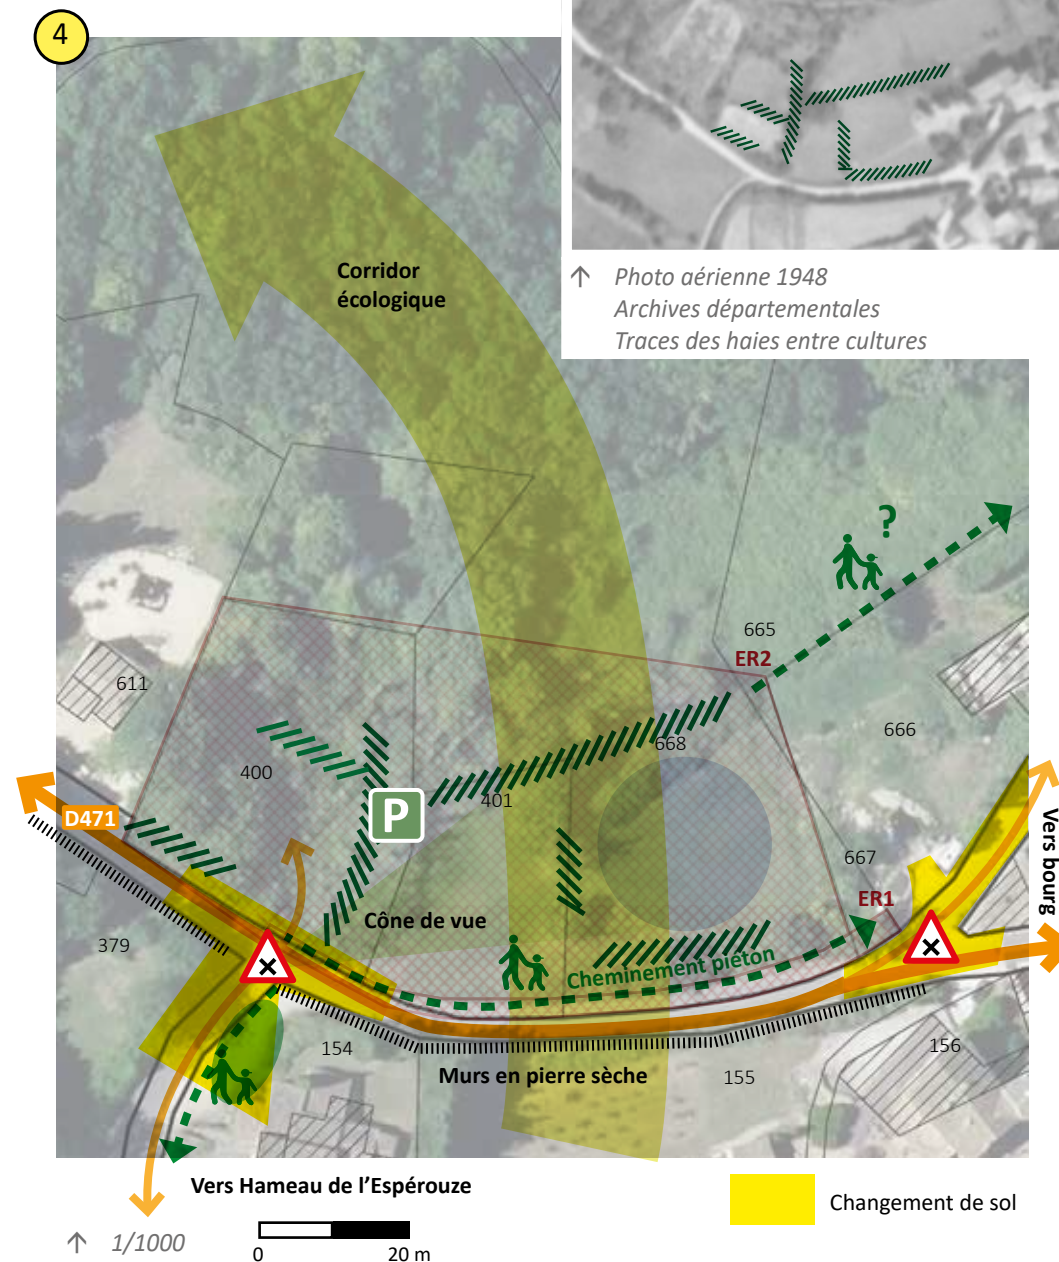 4
Corridor
écologique
↑ Photo aérienne 1948
Archives départementales
Traces des haies entre cultures
?
665
ER2
611
666
668
400
401
P
D471
Vers bourg
667
ER1
Cône de vue
379
Cheminement piéton
154
156
Murs en pierre sèche
155
Vers Hameau de l'Espérouze
Changement de sol
↑ 1/1000
0 20 m